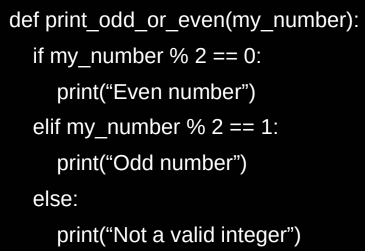 def print_odd_or_even(my_number):
if my_number % 2 == 0:
print(“Even number”)
elif my_number % 2 == 1:
print(“Odd number”)
else:
print(“Not a valid integer”)